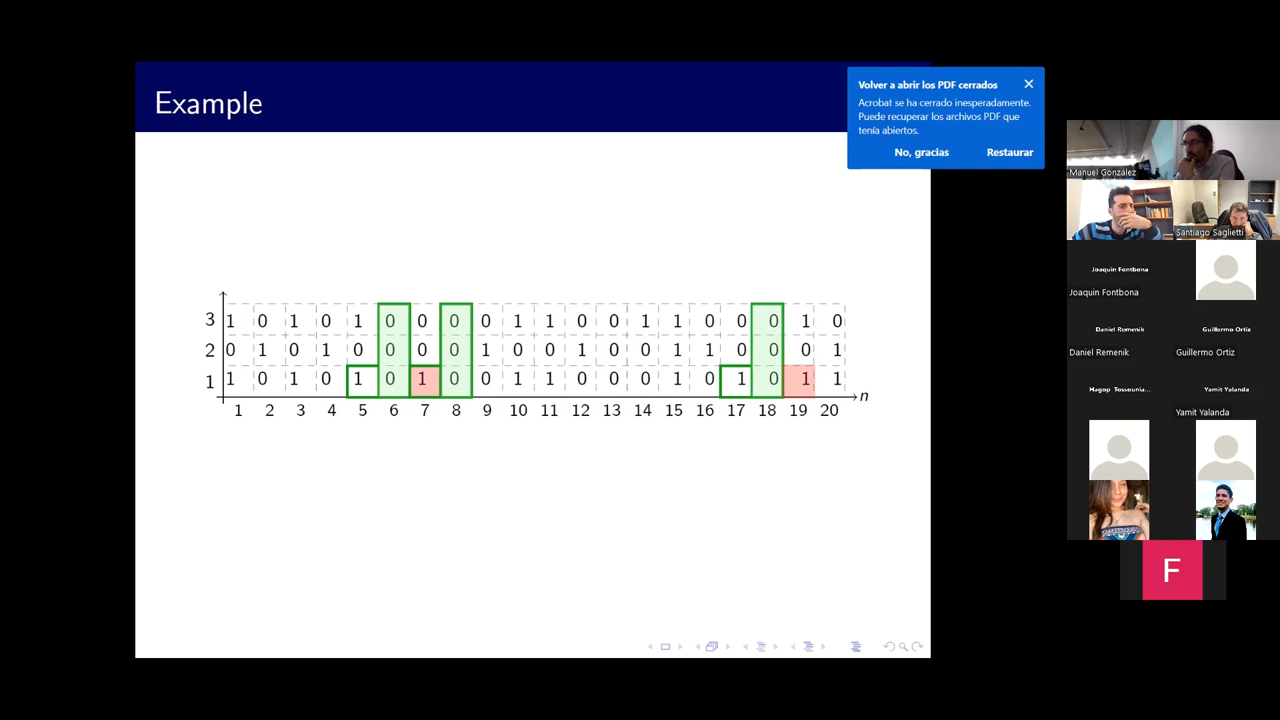 Example
Volver a abrir los PDF cerrados
Acrobat se ha cerrado inesperadamente.
Puede recuperar los archivos PDF que
tenía abiertos.
No, gracias Restaurar
3 1 0 1 0 1 0 0 0 0 1 1 0 0 1 1 0 0 0 1 0
2 0 1 0 1 0 0 0 0 1 0 0 1 0 0 1 1 0 0 0 1
1 1 0 1 0 1 0 1 0 0 1 1 0 0 0 1 0 1 0 1 1
n
1 2 3 4 5 6 7 8 9 10 11 12 13 14 15 16 17 18 19 20
Manuel González
Santiago Saglietti
Joaquin Fontbona
Joaquin Fontbona
Daniel Remenik
Guillermo Ortiz
Daniel Remenik
Guillermo Ortiz
Hagop Tossounia...
Yamit Yalanda
Yamit Yalanda
F